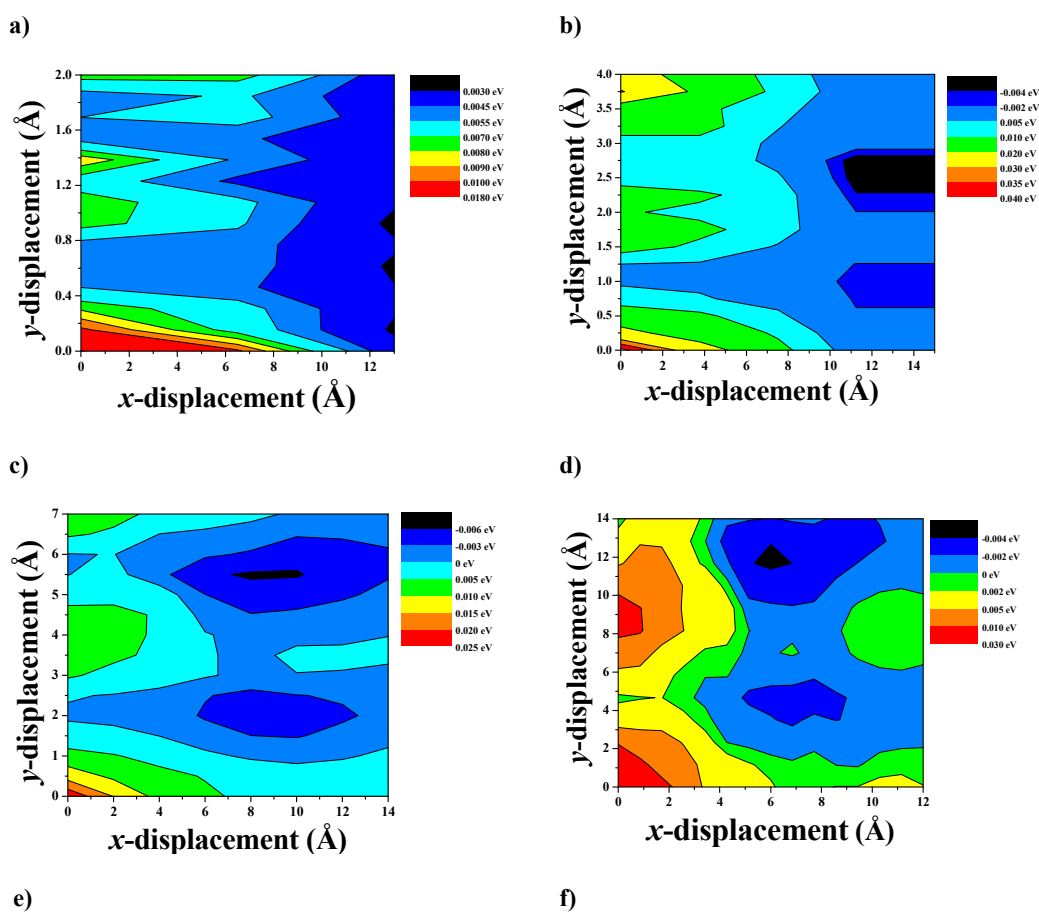 a)
2.0
1.6
1.2
0.8
0.4
0.0
0 2 4 6 8 10 12
y-displacement (Å)
x-displacement (Å)
0.0030 eV
0.0045 eV
0.0055 eV
0.0070 eV
0.0080 eV
0.0090 eV
0.0100 eV
0.0180 eV
b)
4.0
3.5
3.0
2.5
2.0
1.5
1.0
0.5
0.0
0 2 4 6 8 10 12 14
y-displacement (Å)
x-displacement (Å)
-0.004 eV
-0.002 eV
0.005 eV
0.010 eV
0.020 eV
0.030 eV
0.035 eV
0.040 eV
c)
7
6
5
4
3
2
1
0
0 2 4 6 8 10 12 14
y-displacement (Å)
x-displacement (Å)
-0.006 eV
-0.003 eV
0 eV
0.005 eV
0.010 eV
0.015 eV
0.020 eV
0.025 eV
d)
14
12
10
8
6
4
2
0
0 2 4 6 8 10 12
y-displacement (Å)
x-displacement (Å)
-0.004 eV
-0.002 eV
0 eV
0.002 eV
0.005 eV
0.010 eV
0.030 eV
e)
f)